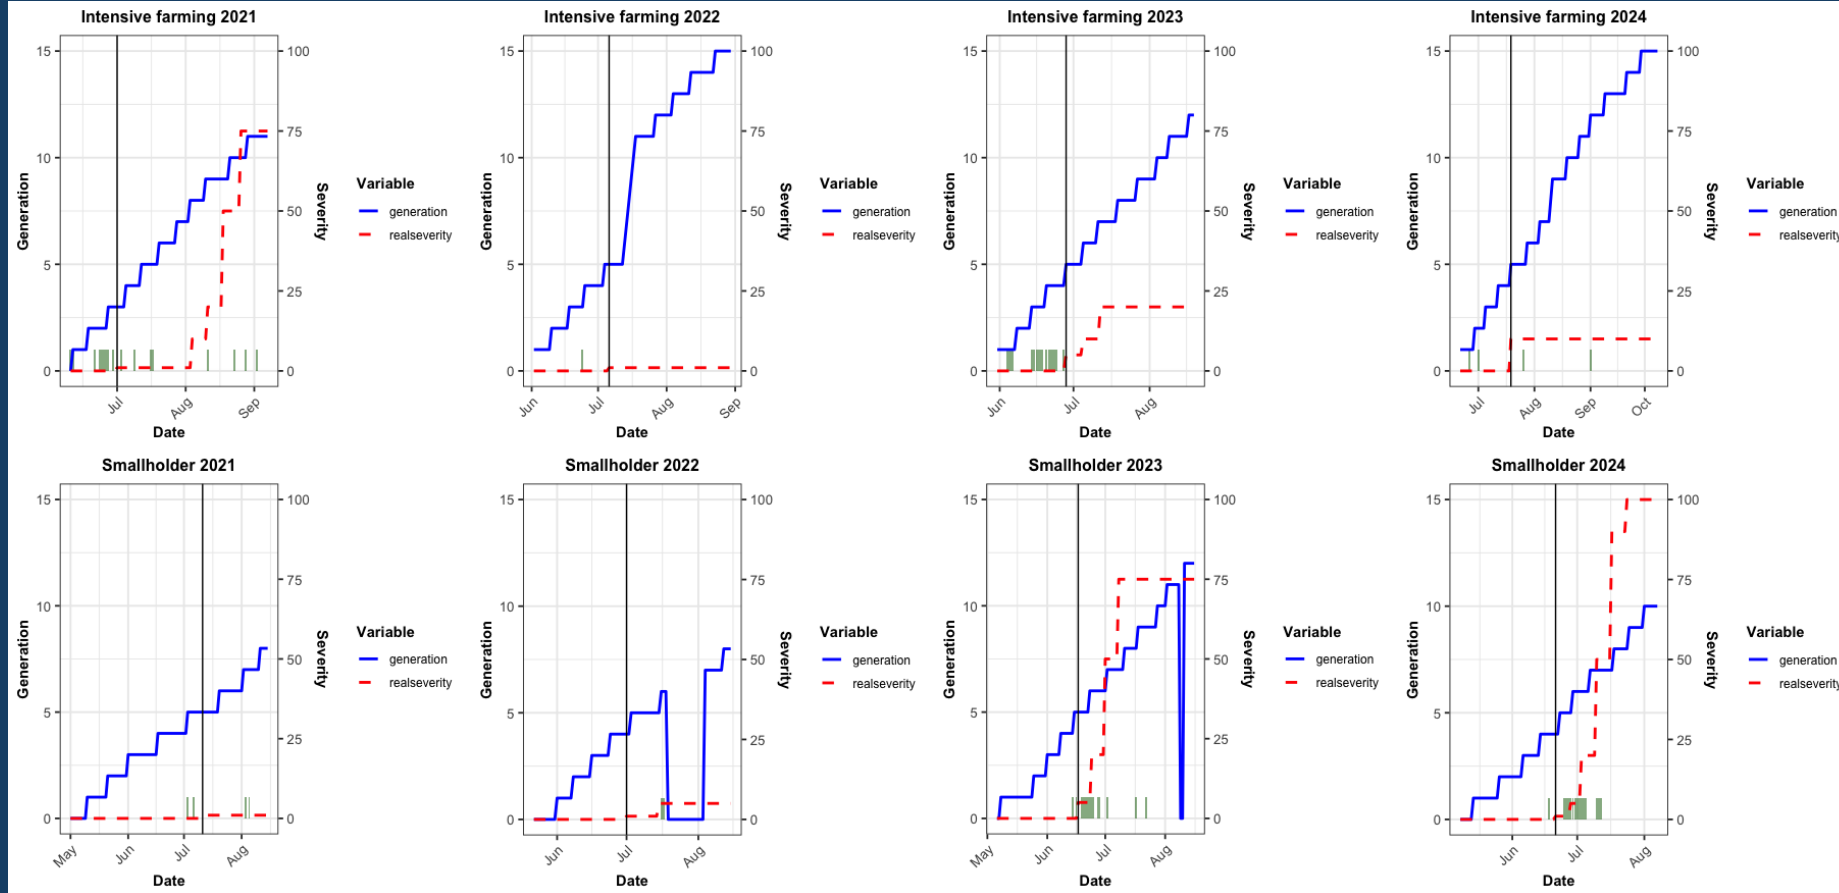 Intensive farming 2021
15
10
5
0
Generation
100
75
50
25
0
Severity
Jul
Aug
Sep
Date
Variable
generation
realseverity
Intensive farming 2022
15
10
5
0
Generation
100
75
50
25
0
Severity
Jun
Jul
Aug
Sep
Date
Variable
generation
realseverity
Intensive farming 2023
15
10
5
0
Generation
100
75
50
25
0
Severity
Jun
Jul
Aug
Date
Variable
generation
realseverity
Intensive farming 2024
15
10
5
0
Generation
100
75
50
25
0
Severity
Jul
Aug
Sep
Oct
Date
Variable
generation
realseverity
Smallholder 2021
15
10
5
0
Generation
100
75
50
25
0
Severity
May
Jun
Jul
Aug
Date
Variable
generation
realseverity
Smallholder 2022
15
10
5
0
Generation
100
75
50
25
0
Severity
Jun
Jul
Aug
Date
Variable
generation
realseverity
Smallholder 2023
15
10
5
0
Generation
100
75
50
25
0
Severity
May
Jun
Jul
Aug
Date
Variable
generation
realseverity
Smallholder 2024
15
10
5
0
Generation
100
75
50
25
0
Severity
Jun
Jul
Aug
Date
Variable
generation
realseverity